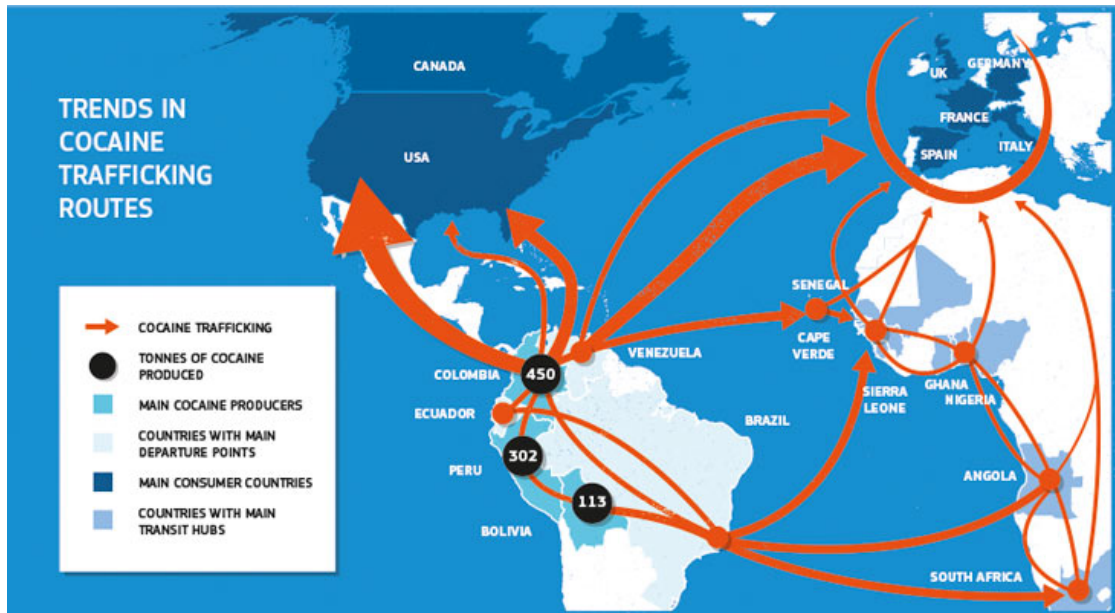 TRENDS IN
COCAINE
TRAFFICKING
ROUTES
COCAINE TRAFFICKING
TONNES OF COCAINE
PRODUCED
MAIN COCAINE PRODUCERS
COUNTRIES WITH MAIN
DEPARTURE POINTS
MAIN CONSUMER COUNTRIES
COUNTRIES WITH MAIN
TRANSIT HUBS
CANADA
USA
UK
GERMANY
FRANCE
SPAIN
ITALY
SENEGAL
CAPE
VERDE
VENEZUELA
COLOMBIA
450
ECUADOR
SIERRA
LEONE
GHANA
NIGERIA
BRAZIL
302
PERU
113
BOLIVIA
ANGOLA
SOUTH AFRICA